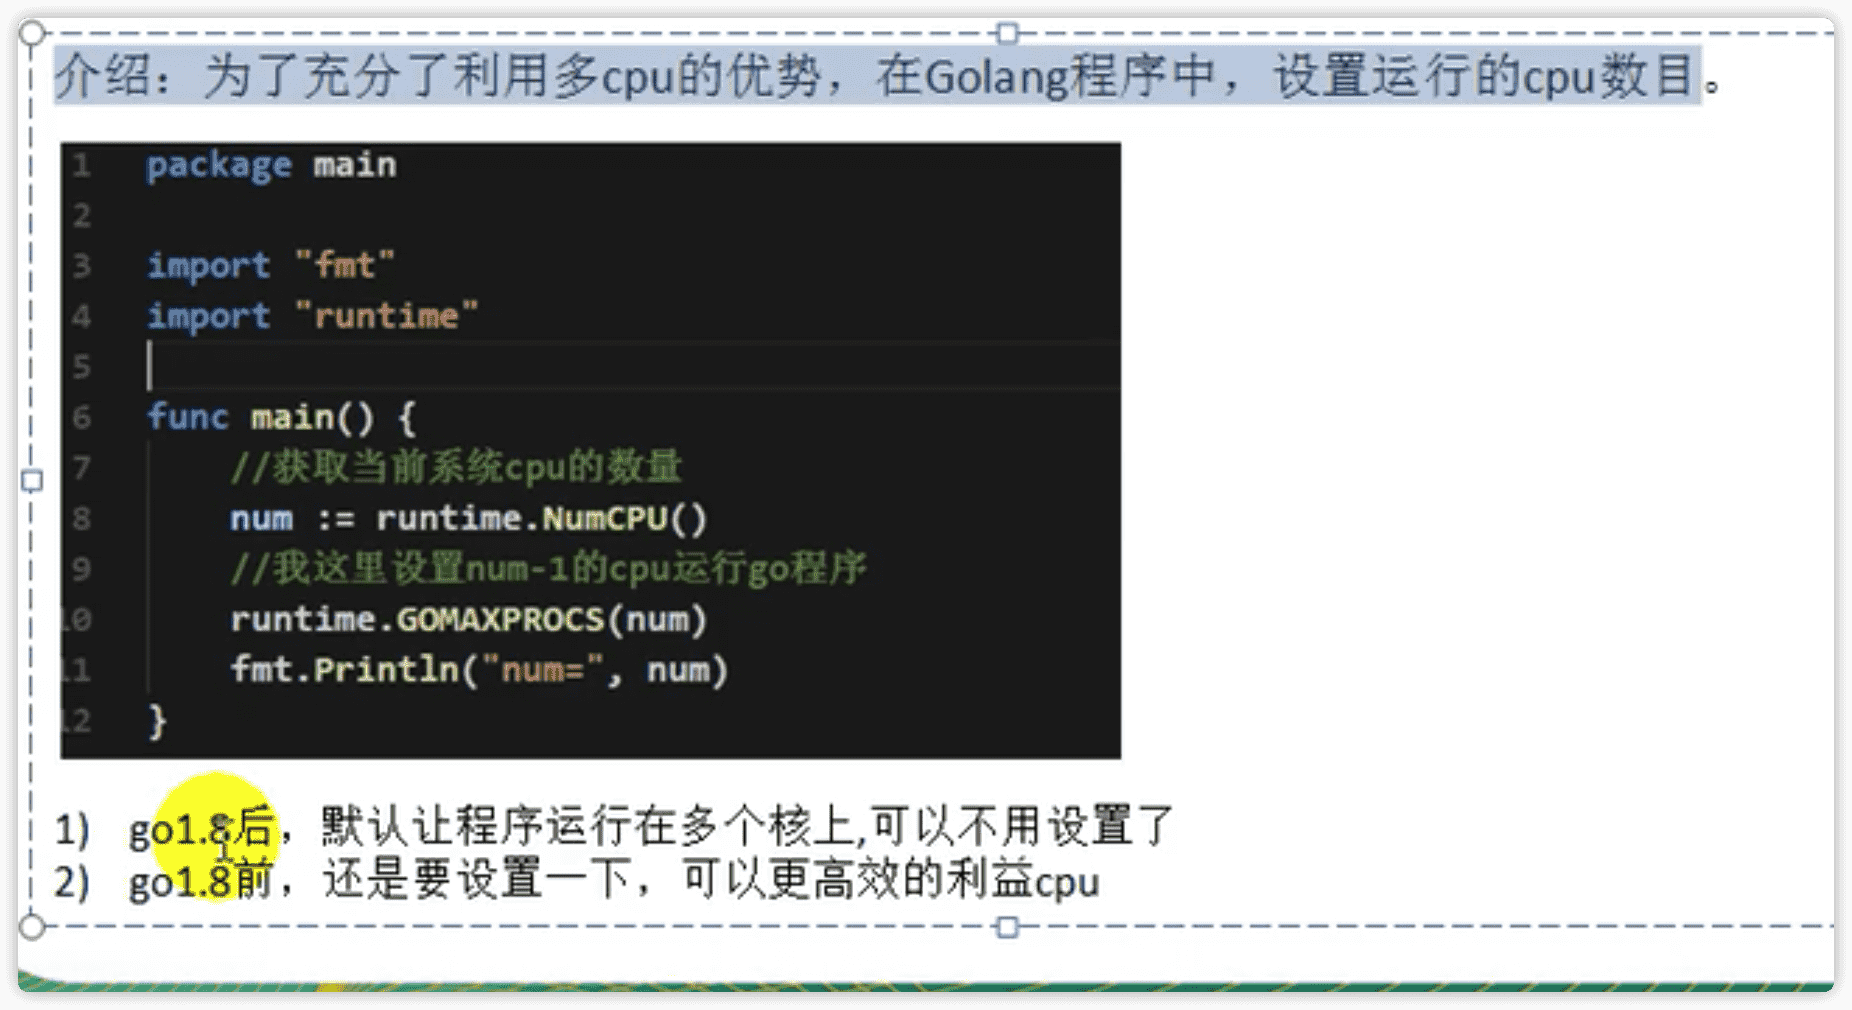 介绍：为了充分了利用多cpu的优势，在Golang程序中，设置运行的cpu数目。
1 package main
2
3 import "fmt"
4 import "runtime"
5
6 func main() {
7 //获取当前系统cpu的数量
8 num := runtime.NumCPU()
9 //我这里设置num-1的cpu运行go程序
10 runtime.GOMAXPROCS(num)
11 fmt.Println("num=", num)
12 }
1) go1.8后，默认让程序运行在多个核上,可以不用设置了
2) go1.8前，还是要设置一下，可以更高效的利益cpu